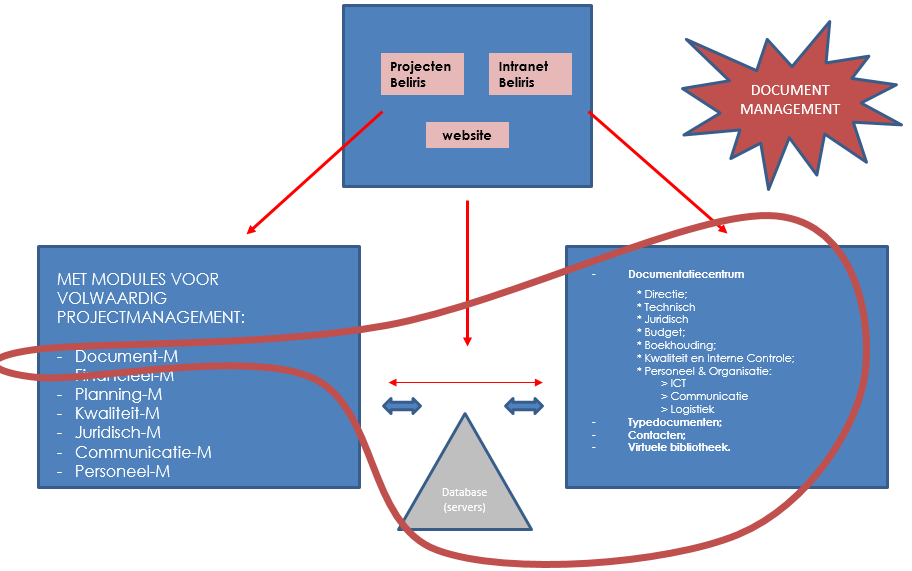 Projecten
Beliris
Intranet
Beliris
website
DOCUMENT
MANAGEMENT
MET MODULES VOOR
VOLWAARDIG
PROJECTMANAGEMENT:
- Document-M
- Financieel-M
- Planning-M
- Kwaliteit-M
- Juridisch-M
- Communicatie-M
- Personeel-M
- Documentatiecentrum
* Directie;
* Technisch
* Juridisch
* Budget;
* Boekhouding;
* Kwaliteit en Interne Controle;
* Personeel & Organisatie:
> ICT
> Communicatie
> Logistiek
- Typedocumenten;
- Contacten;
- Virtuele bibliotheek.
Database
(servers)